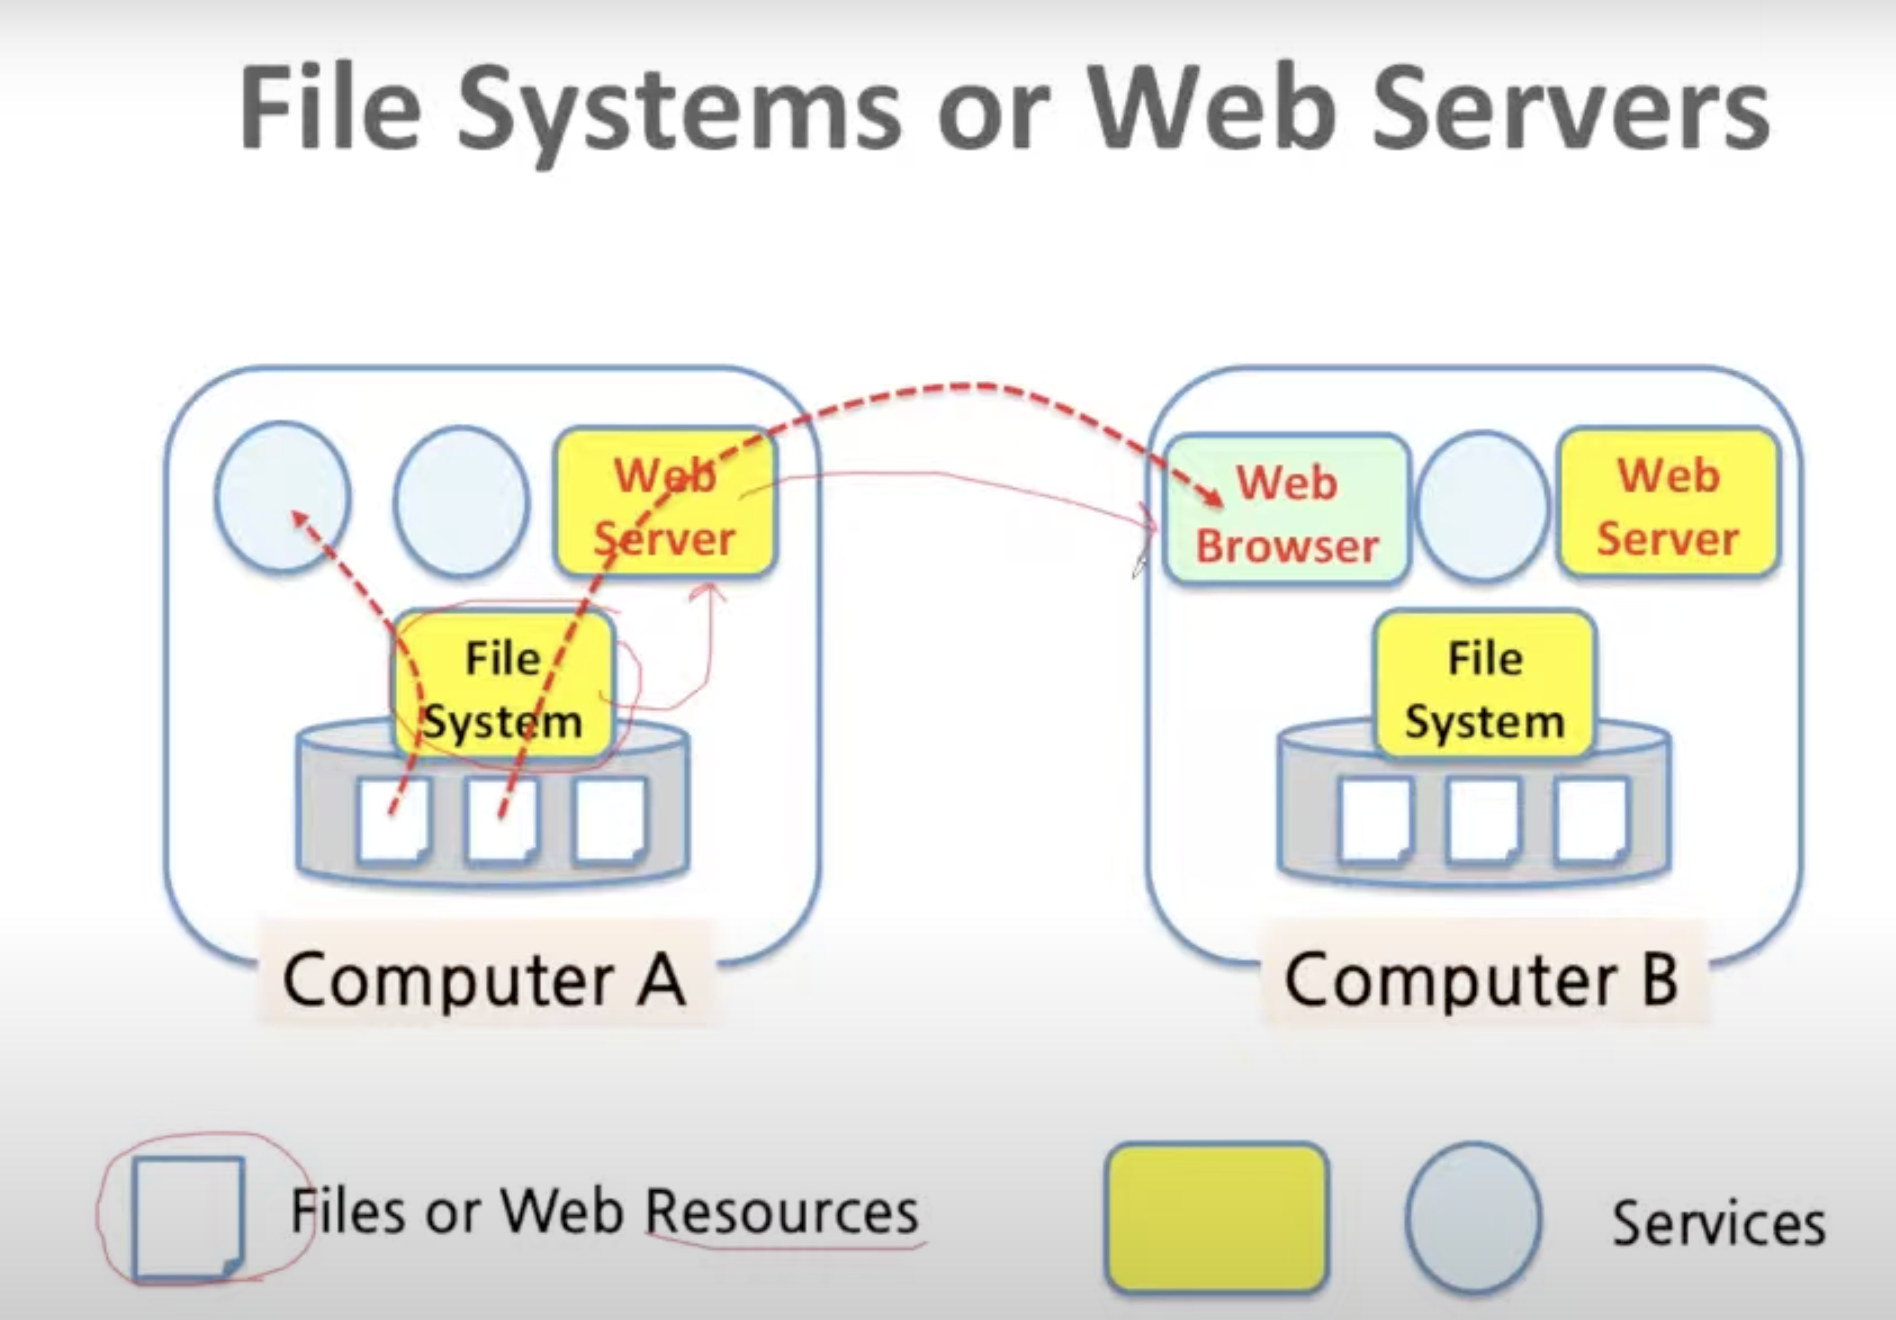 File Systems or Web Servers
Web
Server
File
System
Computer A
Web
Browser
Web
Server
File
System
Computer B
Files or Web Resources
Services